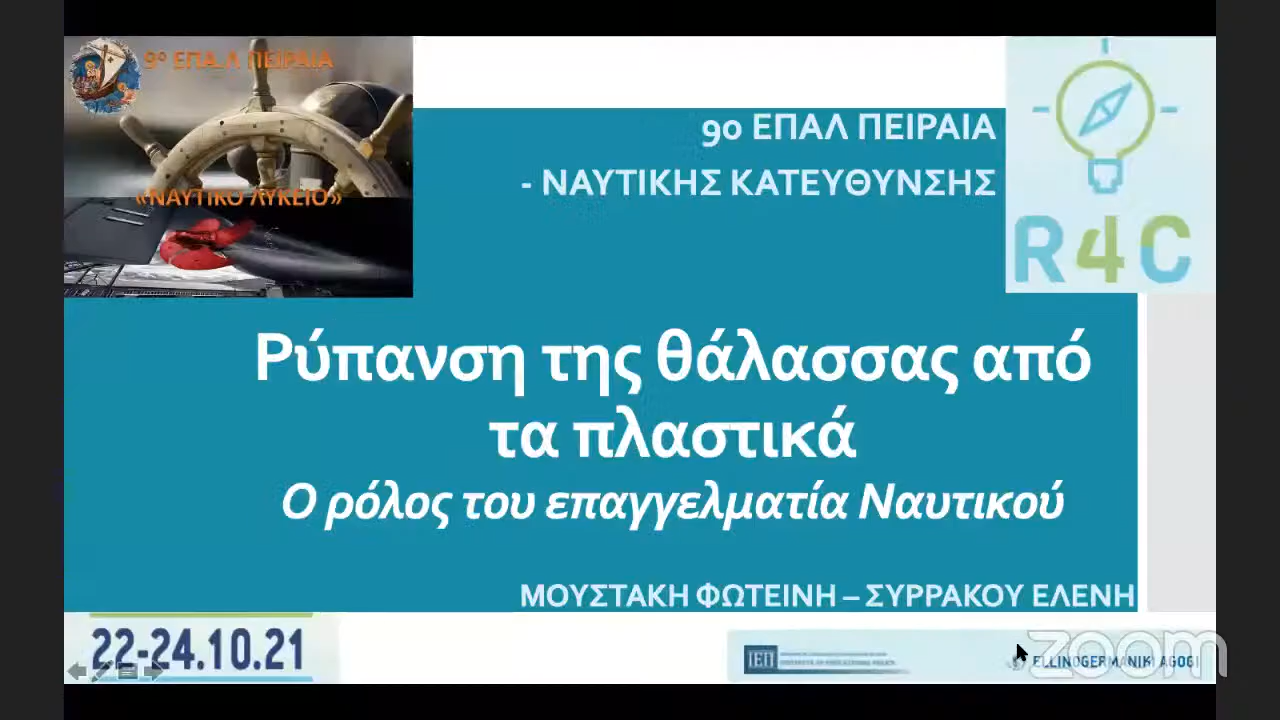 9ο ΕΠΑ.Λ ΠΕΙΡΑΙΑ
«ΝΑΥΤΙΚΟ ΛΥΚΕΙΟ»
9ο ΕΠΑΛ ΠΕΙΡΑΙΑ
- ΝΑΥΤΙΚΗΣ ΚΑΤΕΥΘΥΝΣΗΣ
R4C
Ρύπανση της θάλασσας από
τα πλαστικά
Ο ρόλος του επαγγελματία Ναυτικού
ΜΟΥΣΤΑΚΗ ΦΩΤΕΙΝΗ – ΣΥΡΡΑΚΟΥ ΕΛΕΝΗ
22-24.10.21
ΙΕΠ
ELLINOGERMANIKI AGOGI
zoom